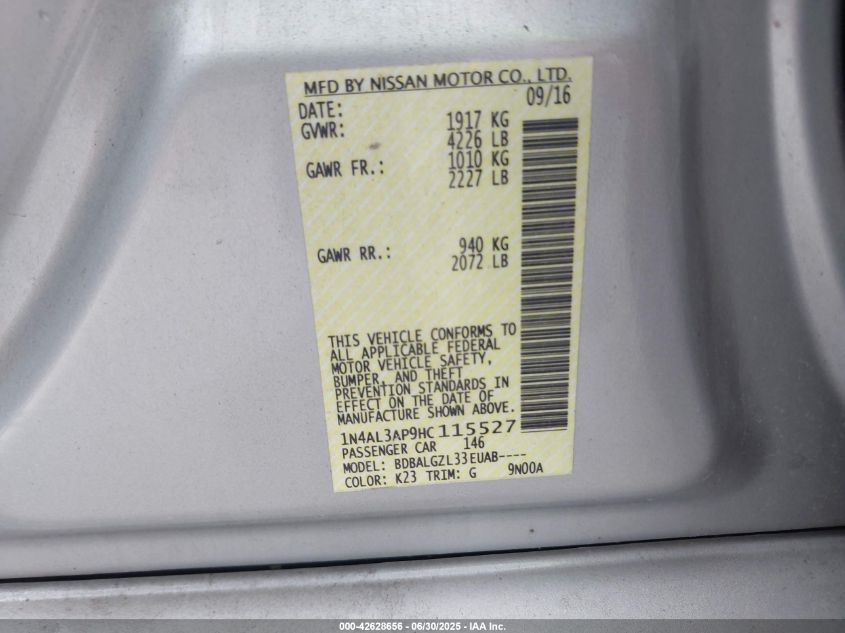 MFD BY NISSAN MOTOR CO., LTD.
DATE: 09/16
GVWR: 1917 KG
4226 LB
GAWR FR.: 1010 KG
2227 LB
GAWR RR.: 940 KG
2072 LB
THIS VEHICLE CONFORMS TO
ALL APPLICABLE FEDERAL
MOTOR VEHICLE SAFETY,
BUMPER, AND THEFT
PREVENTION STANDARDS IN
EFFECT ON THE DATE OF
MANUFACTURE SHOWN ABOVE.
1N4AL3AP9HC115527
PASSENGER CAR 146
MODEL: BDBALGZL33EUAB----
COLOR: K23 TRIM: G 9N00A
000-42628656 - 06/30/2025 - IAA Inc.